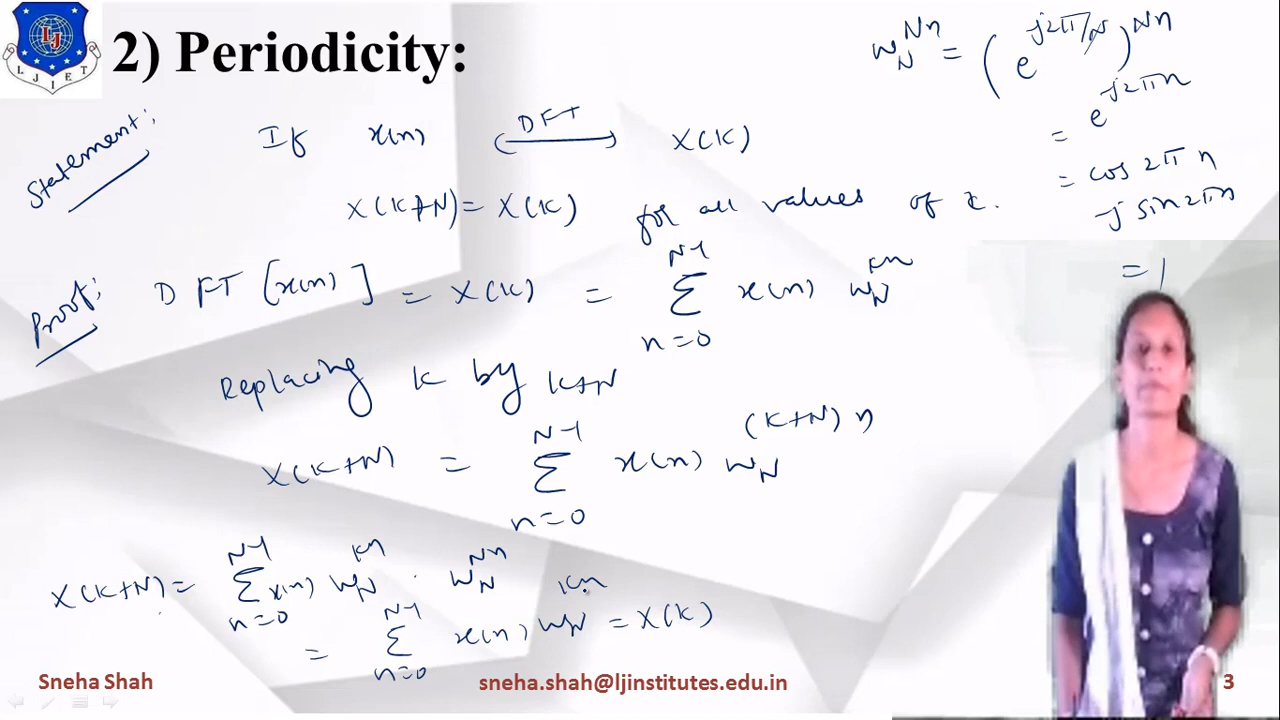 LJIET
2) Periodicity:
W_N^{Nn} = (e^{-j2π/N})^{Nn}
= e^{-j2πn}
= cos 2πn
-j sin 2πn
= 1
Statement:
If x(n) DFT X(K)
X(K+N) = X(K) for all values of x.
Proof: DFT [x(n)] = X(K) = Σ_{n=0}^{N-1} x(n) W_N^{Kn}
Replacing K by K+N
X(K+N) = Σ_{n=0}^{N-1} x(n) W_N^{(K+N)n}
X(K+N) = Σ_{n=0}^{N-1} x(n) W_N^{Kn} · W_N^{Nn}
= Σ_{n=0}^{N-1} x(n) W_N^{Kn} = X(K)
Sneha Shah sneha.shah@ljinstitutes.edu.in 3